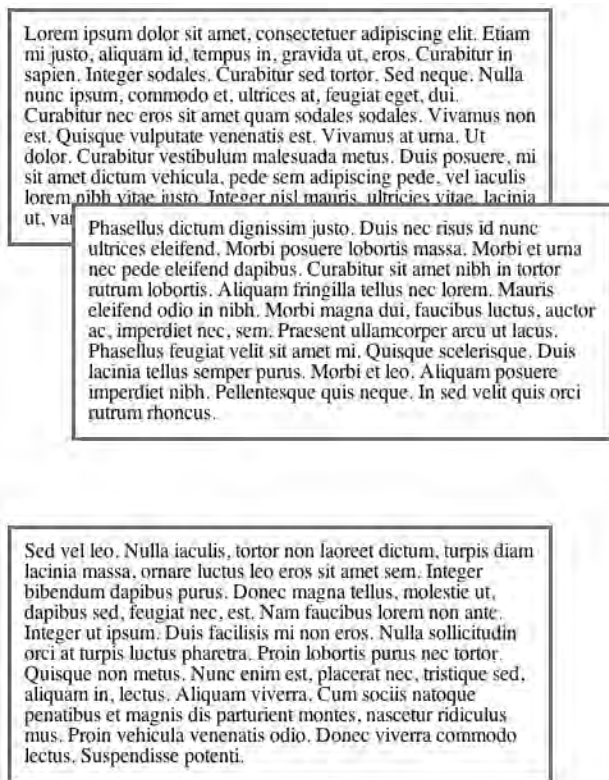 Lorem ipsum dolor sit amet, consectetuer adipiscing elit. Etiam
mi justo, aliquam id, tempus in, gravida ut, eros. Curabitur in
sapien. Integer sodales. Curabitur sed tortor. Sed neque. Nulla
nunc ipsum, commodo et, ultrices at, feugiat eget, dui.
Curabitur nec eros sit amet quam sodales sodales. Vivamus non
est. Quisque vulputate venenatis est. Vivamus at urna. Ut
dolor. Curabitur vestibulum malesuada metus. Duis posuere, mi
sit amet dictum vehicula, pede sem adipiscing pede, vel iaculis
lorem nibh vitae justo. Integer nisl mauris, ultricies vitae, lacinia
ut,
Phasellus dictum dignissim justo. Duis nec risus id nunc
ultrices eleifend. Morbi posuere lobortis massa. Morbi et urna
nec pede eleifend dapibus. Curabitur sit amet nibh in tortor
rutrum lobortis. Aliquam fringilla tellus nec lorem. Mauris
eleifend odio in nibh. Morbi magna dui, faucibus luctus, auctor
ac, imperdiet nec, sem. Praesent ullamcorper arcu ut lacus.
Phasellus feugiat velit sit amet mi. Quisque scelerisque. Duis
lacinia tellus semper purus. Morbi et leo. Aliquam posuere
imperdiet nibh. Pellentesque quis neque. In sed velit quis orci
rutrum rhoncus.
Sed vel leo. Nulla iaculis, tortor non laoreet dictum, turpis diam
lacinia massa, ornare luctus leo eros sit amet sem. Integer
bibendum dapibus purus. Donec magna tellus, molestie ut,
dapibus sed, feugiat nec, est. Nam faucibus lorem non ante.
Integer ut ipsum. Duis facilisis mi non eros. Nulla sollicitudin
orci at turpis luctus pharetra. Proin lobortis purus nec tortor.
Quisque non metus. Nunc enim est, placerat nec, tristique sed,
aliquam in, lectus. Aliquam viverra. Cum sociis natoque
penatibus et magnis dis parturient montes, nascetur ridiculus
mus. Proin vehicula venenatis odio. Donec viverra commodo
lectus. Suspendisse potenti.